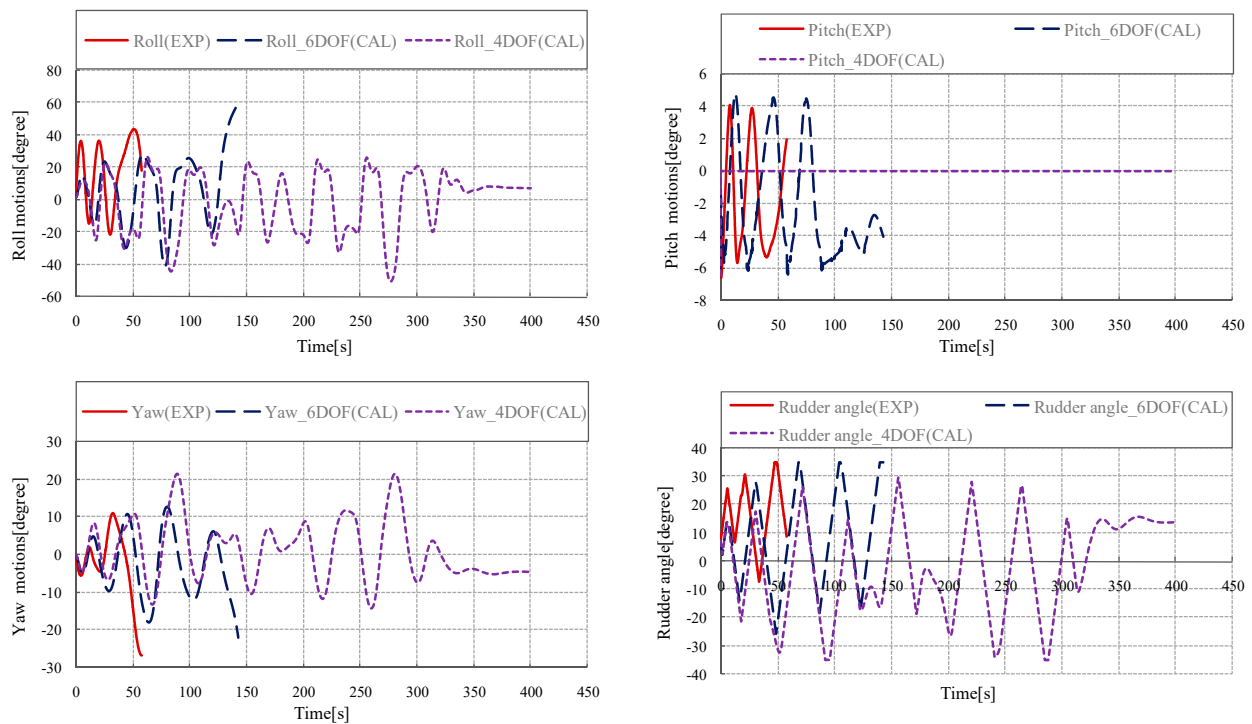 Roll(EXP) Roll_6DOF(CAL) Roll_4DOF(CAL)
80
60
40
20
0
-20
-40
-60
0 50 100 150 200 250 300 350 400 450
Roll motions[degree]
Time[s]
Pitch(EXP) Pitch_6DOF(CAL)
Pitch_4DOF(CAL)
6
4
2
0
-2
-4
-6
-8
0 50 100 150 200 250 300 350 400 450
Pitch motions[degree]
Time[s]
Yaw(EXP) Yaw_6DOF(CAL) Yaw_4DOF(CAL)
30
20
10
0
-10
-20
-30
0 50 100 150 200 250 300 350 400 450
Yaw motions[degree]
Time[s]
Rudder angle(EXP) Rudder angle_6DOF(CAL)
Rudder angle_4DOF(CAL)
40
30
20
10
0
-10
-20
-30
-40
0 50 100 150 200 250 300 350 400 450
Rudder angle[degree]
Time[s]